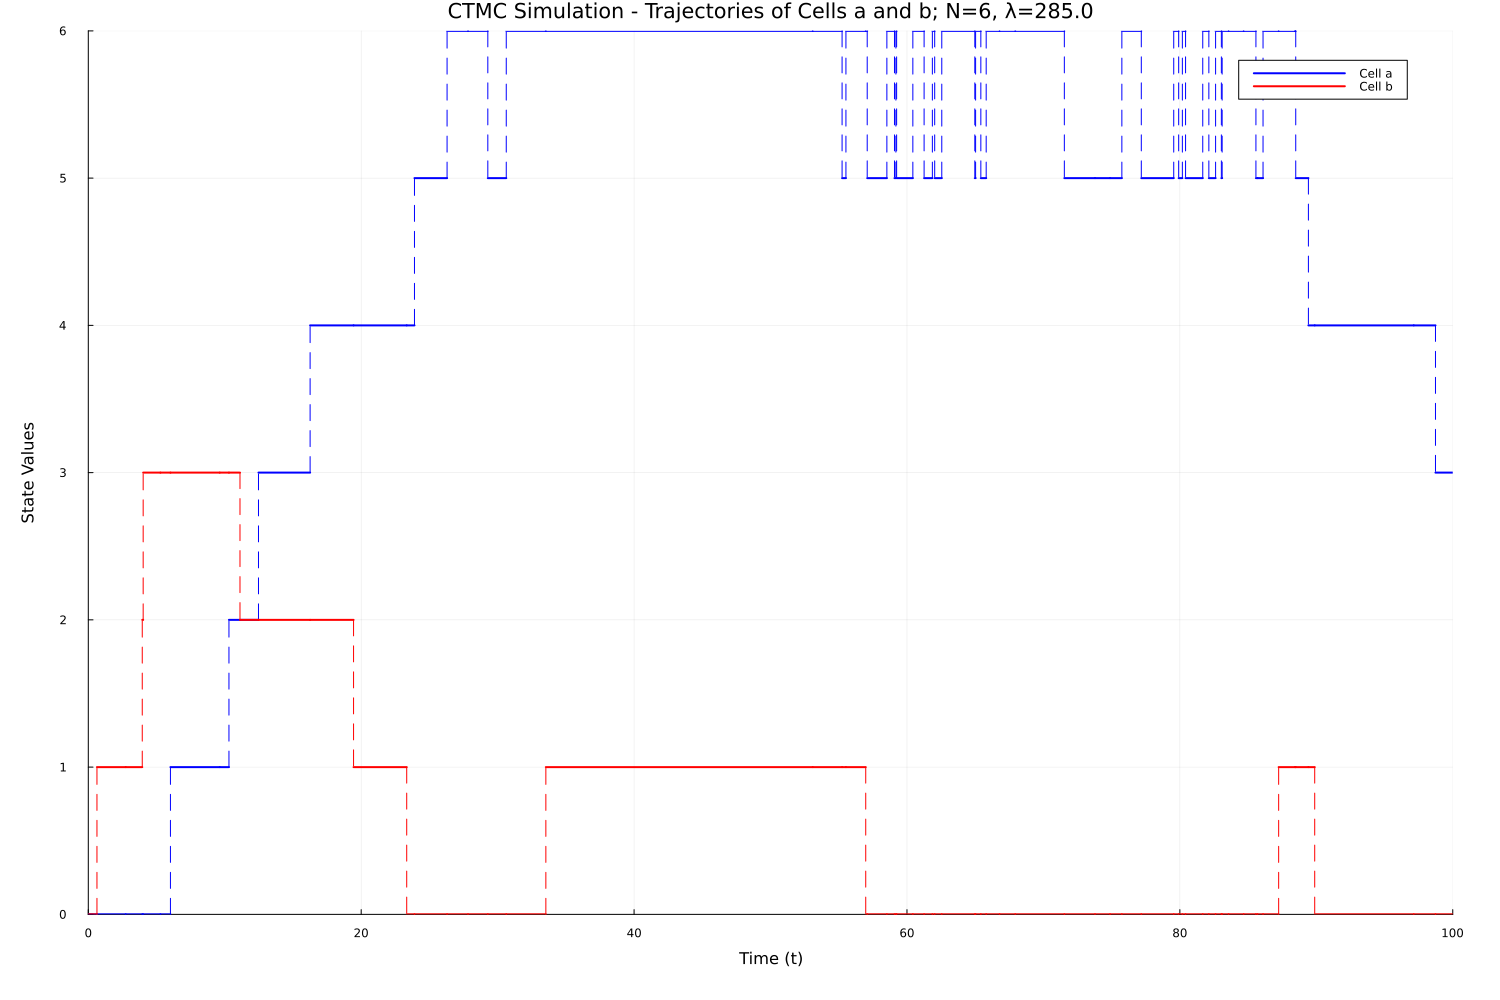 CTMC Simulation - Trajectories of Cells a and b; N=6, λ=285.0
6
Cell a
Cell b
5
4
State Values
3
2
1
0
0 20 40 60 80 100
Time (t)